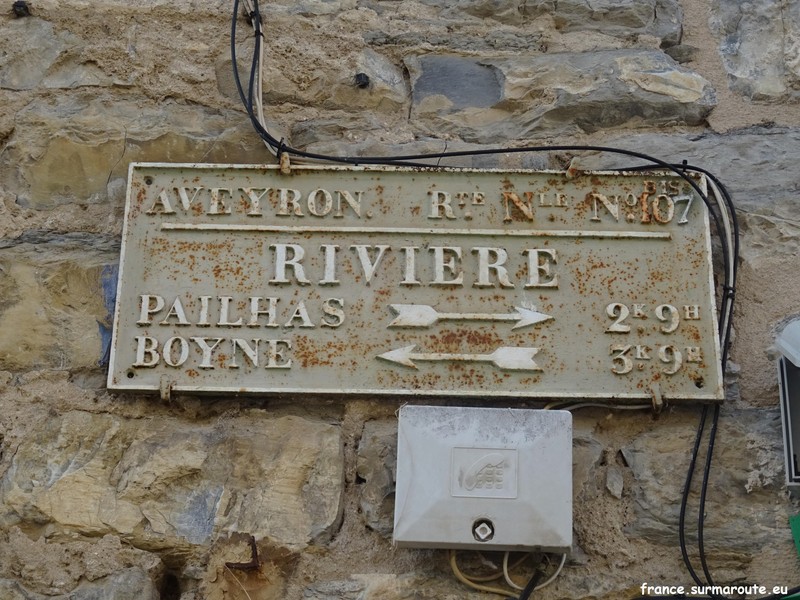 AVEYRON RTE NLE NO 107 BIS
RIVIERE
PAILHAS 2K 9H
BOYNE 3K 9H
france.surmaroute.eu